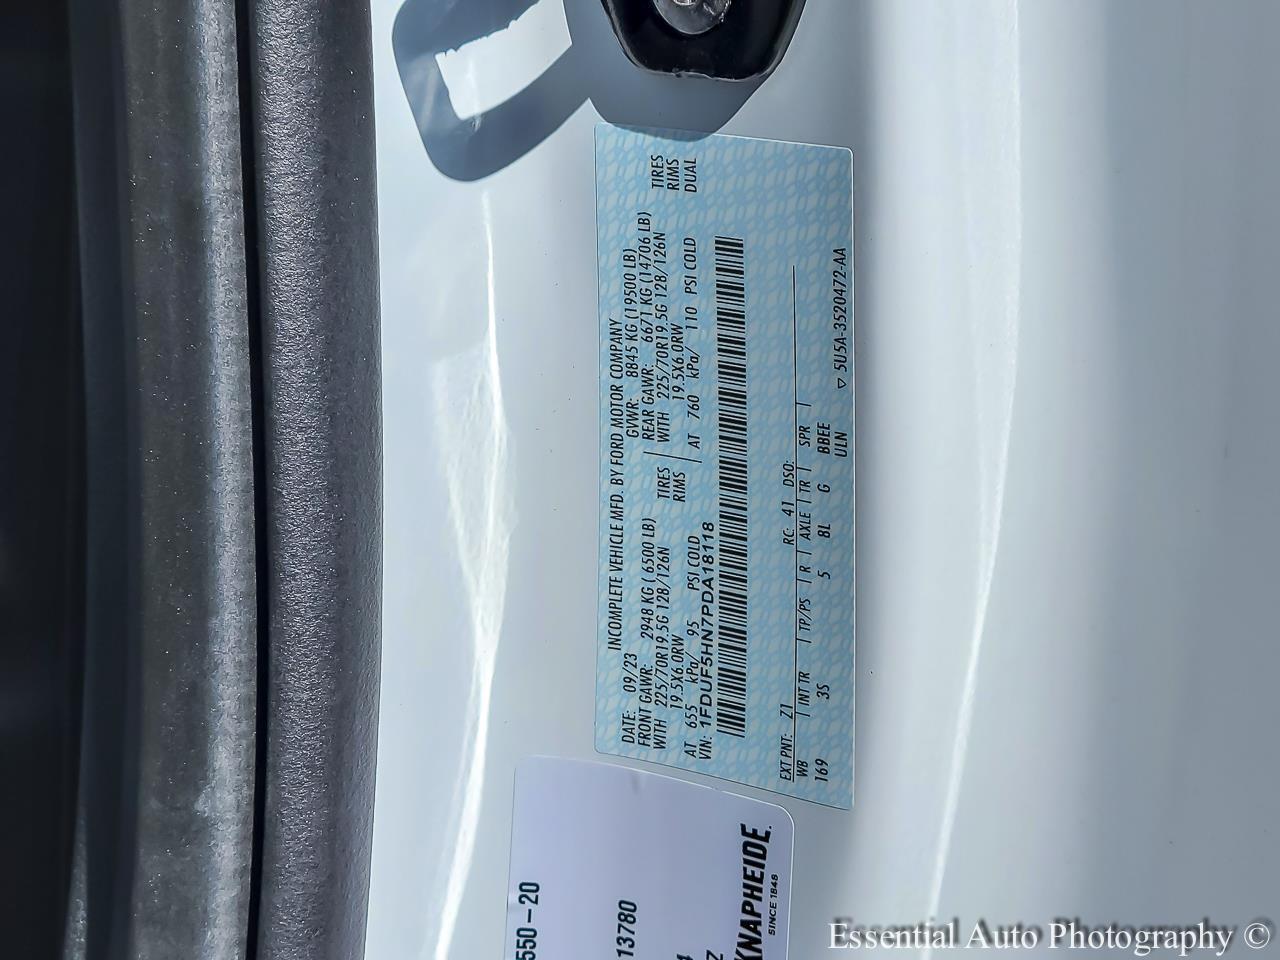 INCOMPLETE VEHICLE MFD. BY FORD MOTOR COMPANY
DATE: 09/23 GVWR: 8845 KG (19500 LB)
FRONT GAWR: 2948 KG ( 6500 LB) REAR GAWR: 6671 KG (14706 LB)
WITH 225/70R19.5G 128/126N TIRES WITH 225/70R19.5G 128/126N TIRES
19.5X6.0RW RIMS 19.5X6.0RW RIMS
AT 655 kPa/ 95 PSI COLD AT 760 kPa/ 110 PSI COLD DUAL
VIN: 1FDUF5HN7PDA18118
EXT PNT: Z1 RC: 41 DSO:
WB INT TR TP/PS R AXLE TR SPR
169 3S 5 8L G BBEE
ULN
▽ 5U5A-3520472-AA
550-20
13780
KNAPHEIDE.
SINCE 1848
Essential Auto Photography ©